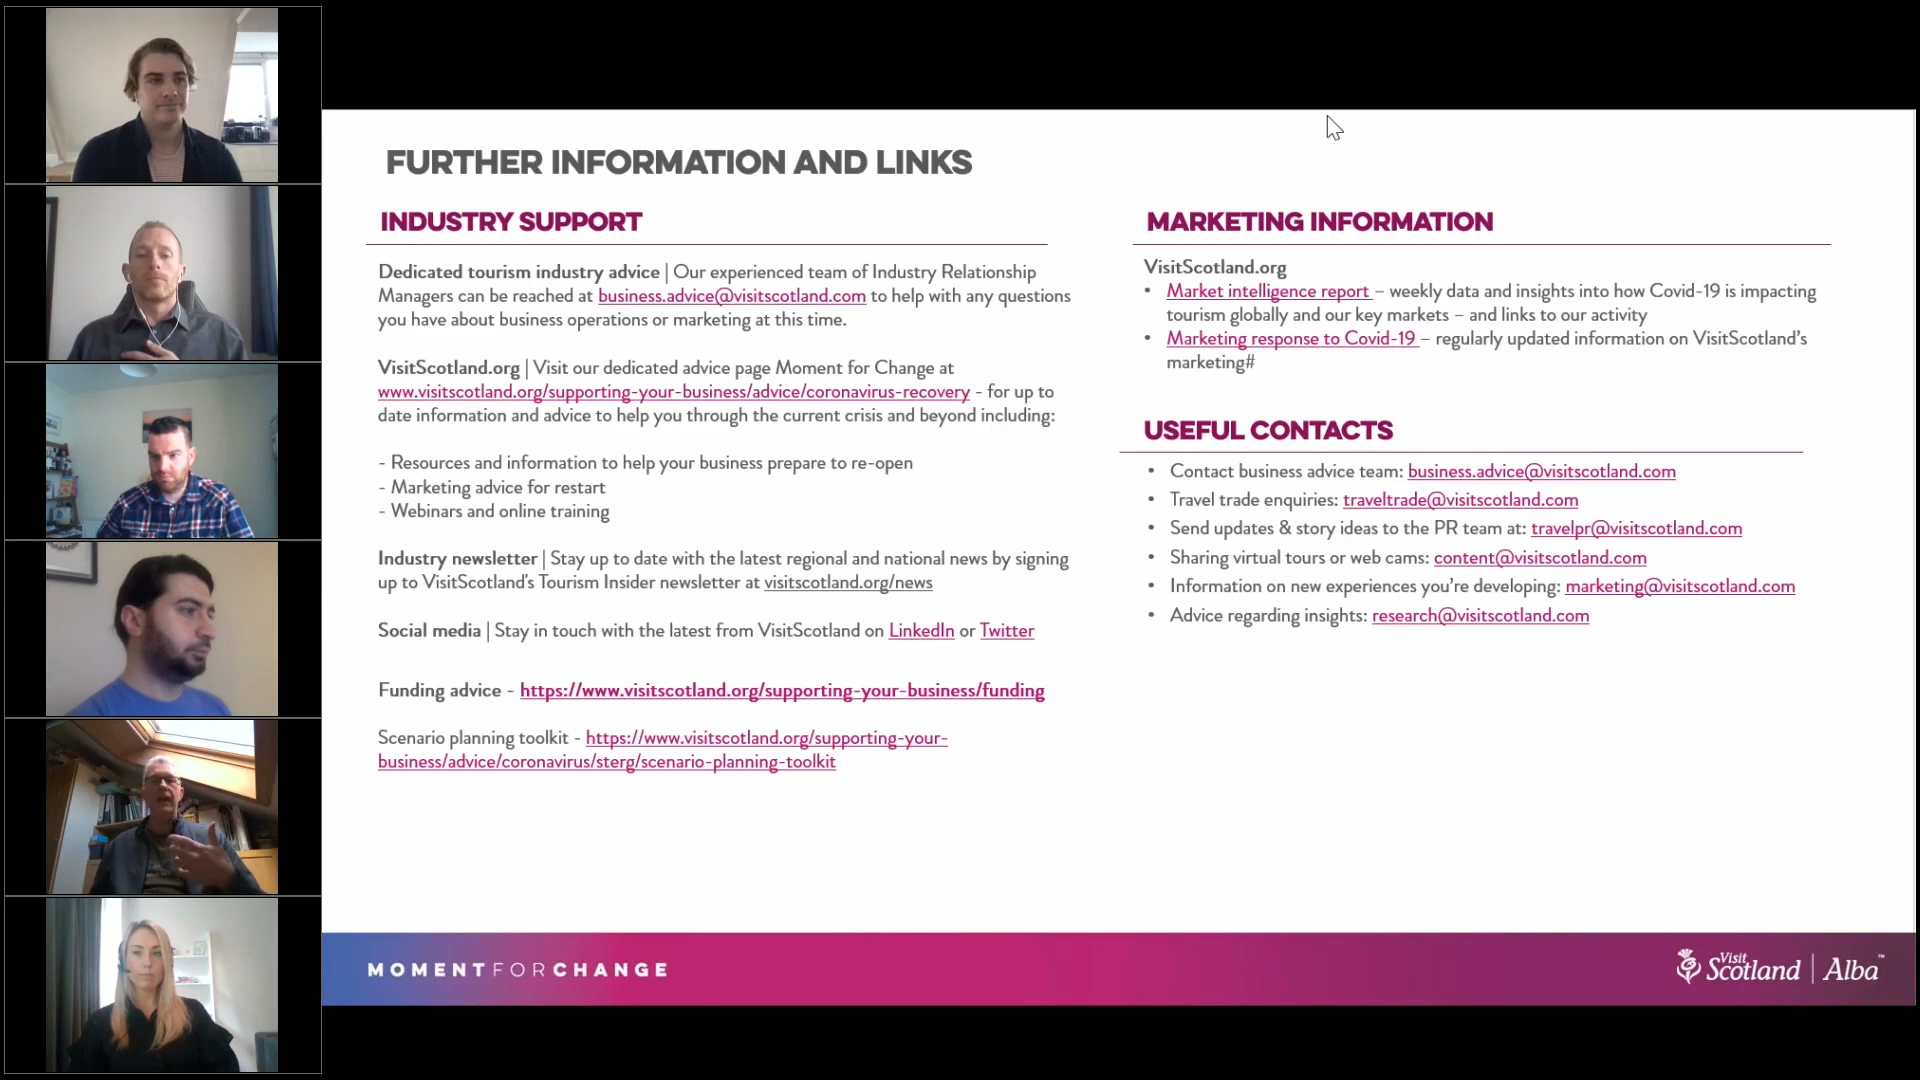 FURTHER INFORMATION AND LINKS
INDUSTRY SUPPORT
Dedicated tourism industry advice | Our experienced team of Industry Relationship
Managers can be reached at business.advice@visitscotland.com to help with any questions
you have about business operations or marketing at this time.
VisitScotland.org | Visit our dedicated advice page Moment for Change at
www.visitscotland.org/supporting-your-business/advice/coronavirus-recovery - for up to
date information and advice to help you through the current crisis and beyond including:
- Resources and information to help your business prepare to re-open
- Marketing advice for restart
- Webinars and online training
Industry newsletter | Stay up to date with the latest regional and national news by signing
up to VisitScotland's Tourism Insider newsletter at visitscotland.org/news
Social media | Stay in touch with the latest from VisitScotland on LinkedIn or Twitter
Funding advice - https://www.visitscotland.org/supporting-your-business/funding
Scenario planning toolkit - https://www.visitscotland.org/supporting-your-
business/advice/coronavirus/sterg/scenario-planning-toolkit
MARKETING INFORMATION
VisitScotland.org
• Market intelligence report – weekly data and insights into how Covid-19 is impacting
tourism globally and our key markets – and links to our activity
• Marketing response to Covid-19 – regularly updated information on VisitScotland's
marketing#
USEFUL CONTACTS
• Contact business advice team: business.advice@visitscotland.com
• Travel trade enquiries: traveltrade@visitscotland.com
• Send updates & story ideas to the PR team at: travelpr@visitscotland.com
• Sharing virtual tours or web cams: content@visitscotland.com
• Information on new experiences you're developing: marketing@visitscotland.com
• Advice regarding insights: research@visitscotland.com
MOMENTFORCHANGE
Visit
Scotland | Alba™